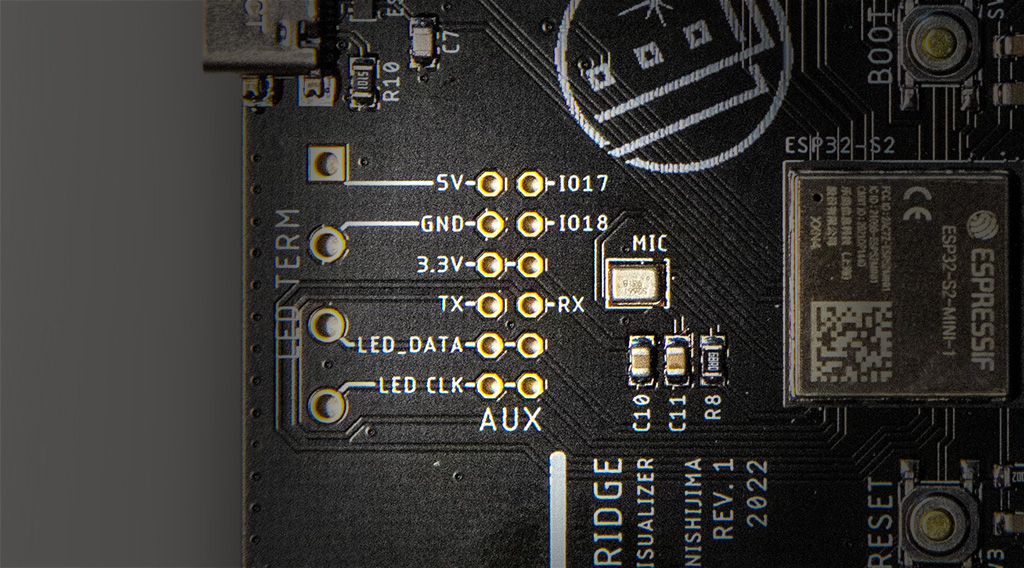 C7
R10
BOOT
ESP32-S2
5V
IO17
GND
IO18
3.3V
MIC
TX
RX
LED TERM
LED_DATA
LED CLK
AUX
C10
C11
R8
CE
ESPRESSIF
ESP32-S2-MINI-1
RIDGE
ISUALIZER
NISHIJIMA
REV.1
2022
RESET